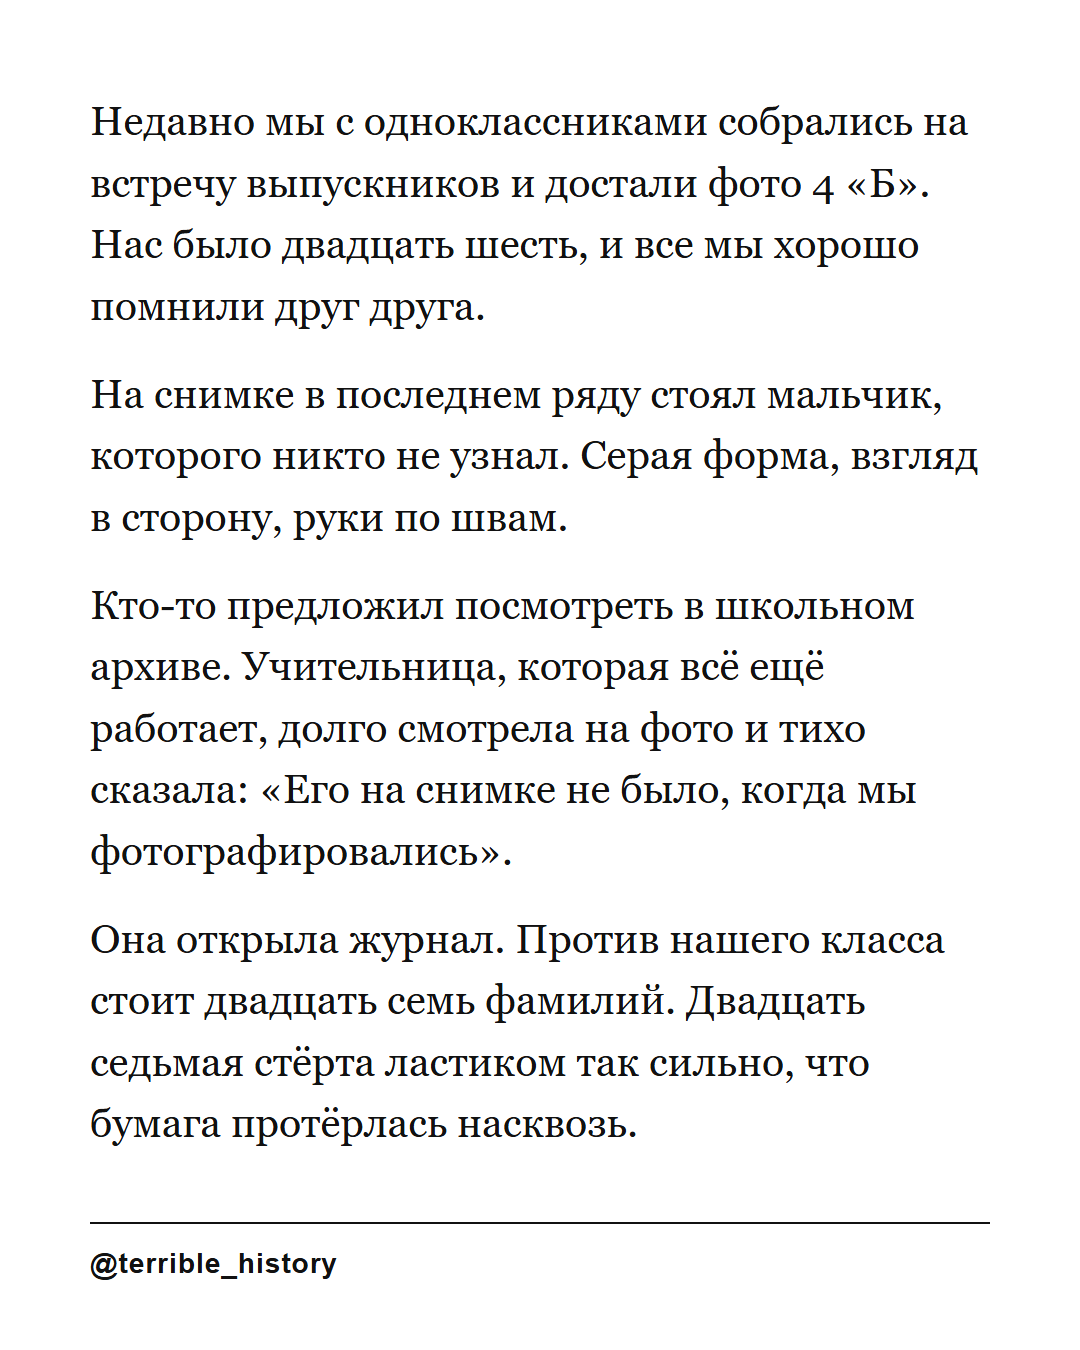 Недавно мы с одноклассниками собрались на
встречу выпускников и достали фото 4 «Б».
Нас было двадцать шесть, и все мы хорошо
помнили друг друга.
На снимке в последнем ряду стоял мальчик,
которого никто не узнал. Серая форма, взгляд
в сторону, руки по швам.
Кто-то предложил посмотреть в школьном
архиве. Учительница, которая всё ещё
работает, долго смотрела на фото и тихо
сказала: «Его на снимке не было, когда мы
фотографировались».
Она открыла журнал. Против нашего класса
стоит двадцать семь фамилий. Двадцать
седьмая стёрта ластиком так сильно, что
бумага протёрлась насквозь.
@terrible_history